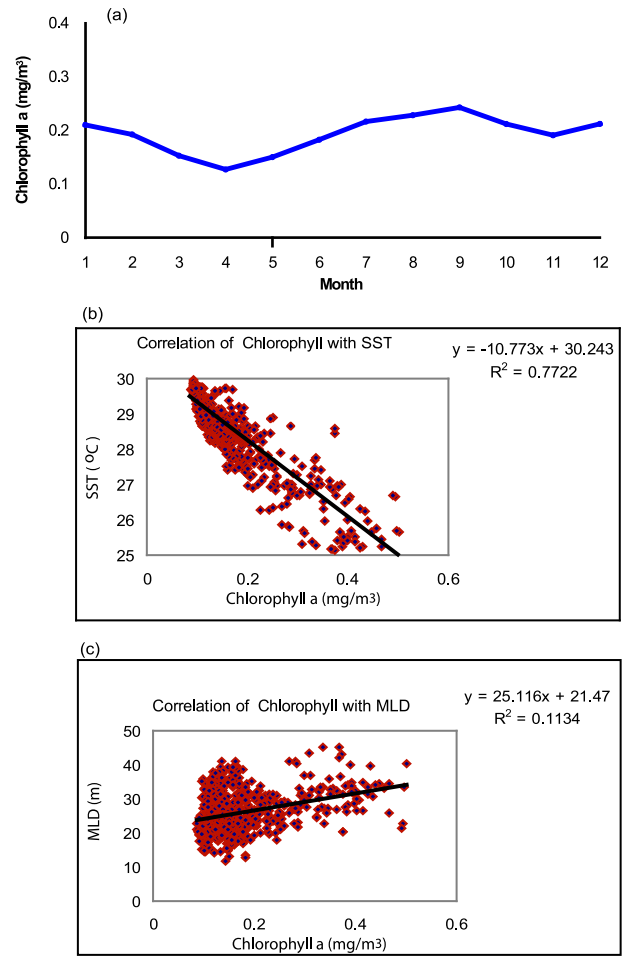 (a)
Chlorophyll a (mg/m³)
0.4
0.3
0.2
0.1
0
1 2 3 4 5 6 7 8 9 10 11 12
Month
(b)
Correlation of Chlorophyll with SST
y = -10.773x + 30.243
R² = 0.7722
SST (ºC)
30
29
28
27
26
25
0 0.2 0.4 0.6
Chlorophyll a (mg/m3)
(c)
Correlation of Chlorophyll with MLD
y = 25.116x + 21.47
R² = 0.1134
MLD (m)
50
40
30
20
10
0
0 0.2 0.4 0.6
Chlorophyll a (mg/m3)